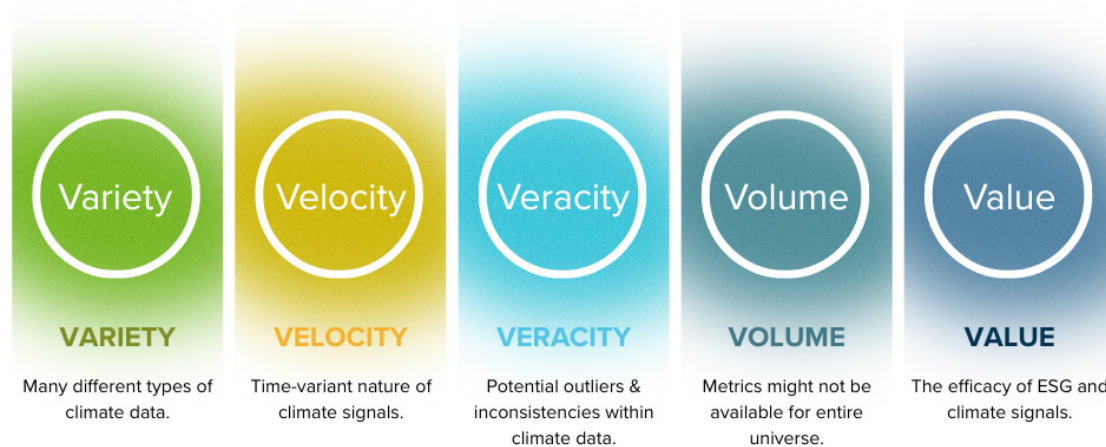 Variety
Velocity
Veracity
Volume
Value
VARIETY
Many different types of
climate data.
VELOCITY
Time-variant nature of
climate signals.
VERACITY
Potential outliers &
inconsistencies within
climate data.
VOLUME
Metrics might not be
available for entire
universe.
VALUE
The efficacy of ESG and
climate signals.